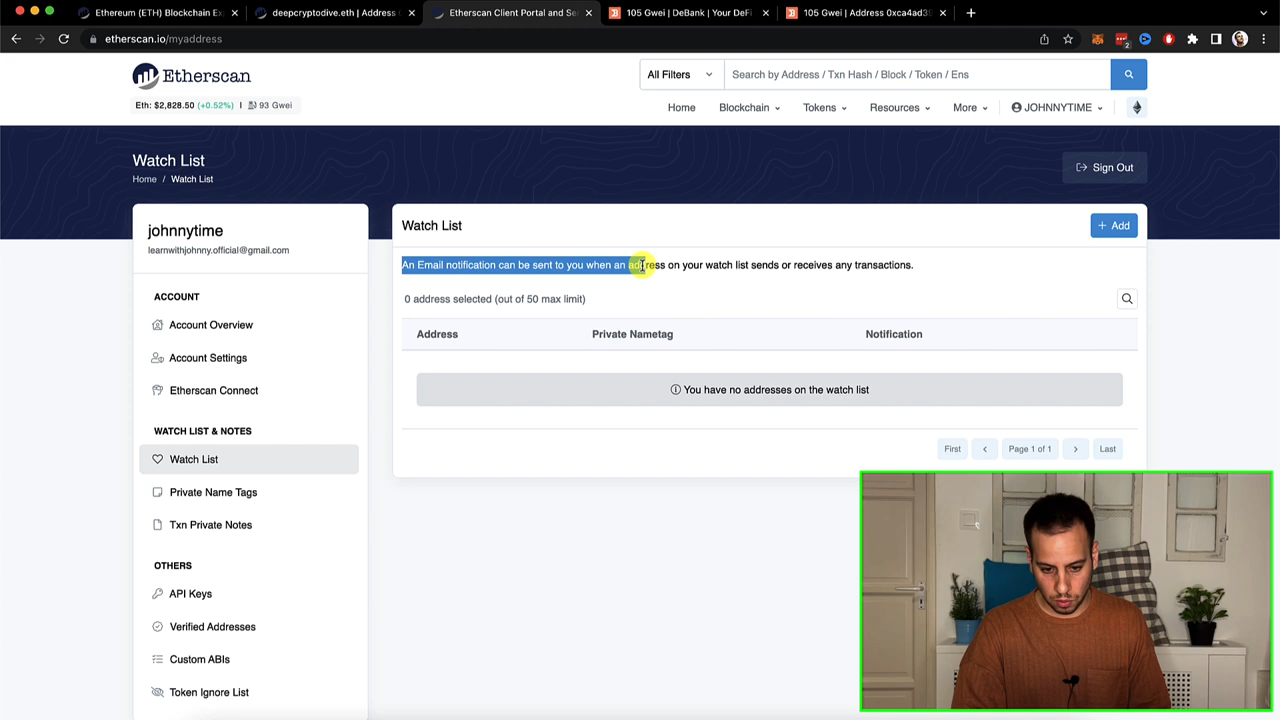 Ethereum (ETH) Blockchain Ex
deepcryptodive.eth | Address
Etherscan Client Portal and Se
105 Gwei | DeBank | Your DeFi
105 Gwei | Address 0xca4ad3
etherscan.io/myaddress
2
Etherscan
All Filters
Search by Address / Txn Hash / Block / Token / Ens
Eth: $2,828.50 (+0.52%) | 93 Gwei
Home
Blockchain
Tokens
Resources
More
JOHNNYTIME
Watch List
Home / Watch List
Sign Out
johnnytime
learnwithjohnny.official@gmail.com
ACCOUNT
Account Overview
Account Settings
Etherscan Connect
WATCH LIST & NOTES
Watch List
Private Name Tags
Txn Private Notes
OTHERS
API Keys
Verified Addresses
Custom ABIs
Token Ignore List
Watch List
+ Add
An Email notification can be sent to you when an address on your watch list sends or receives any transactions.
0 address selected (out of 50 max limit)
Address
Private Nametag
Notification
You have no addresses on the watch list
First
Page 1 of 1
Last